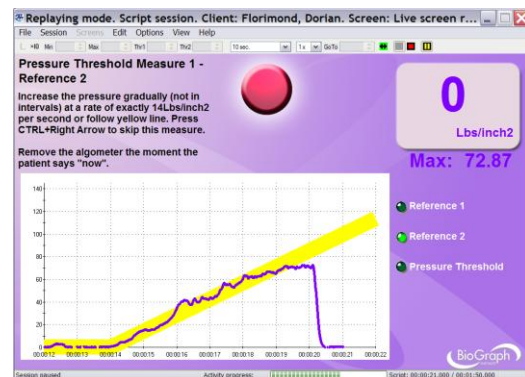 Replaying mode. Script session. Client: Florimond, Dorian. Screen: Live screen r...
File Session Screens Edit Options View Help
Min Max Thr1 Thr2 10 sec. 1 x GoTo
Pressure Threshold Measure 1 -
Reference 2
Increase the pressure gradually (not in
intervals) at a rate of exactly 14Lbs/inch2
per second or follow yellow line. Press
CTRL+Right Arrow to skip this measure.
Remove the algometer the moment the
patient says "now".
0
Lbs/inch2
Max: 72.87
Reference 1
Reference 2
Pressure Threshold
140
120
100
80
60
40
20
0
00:00:12 00:00:13 00:00:14 00:00:15 00:00:16 00:00:17 00:00:18 00:00:19 00:00:20 00:00:21 00:00:22
BioGraph
Session paused Activity progress: Script: 00:00:21.000 / 00:01:50.000